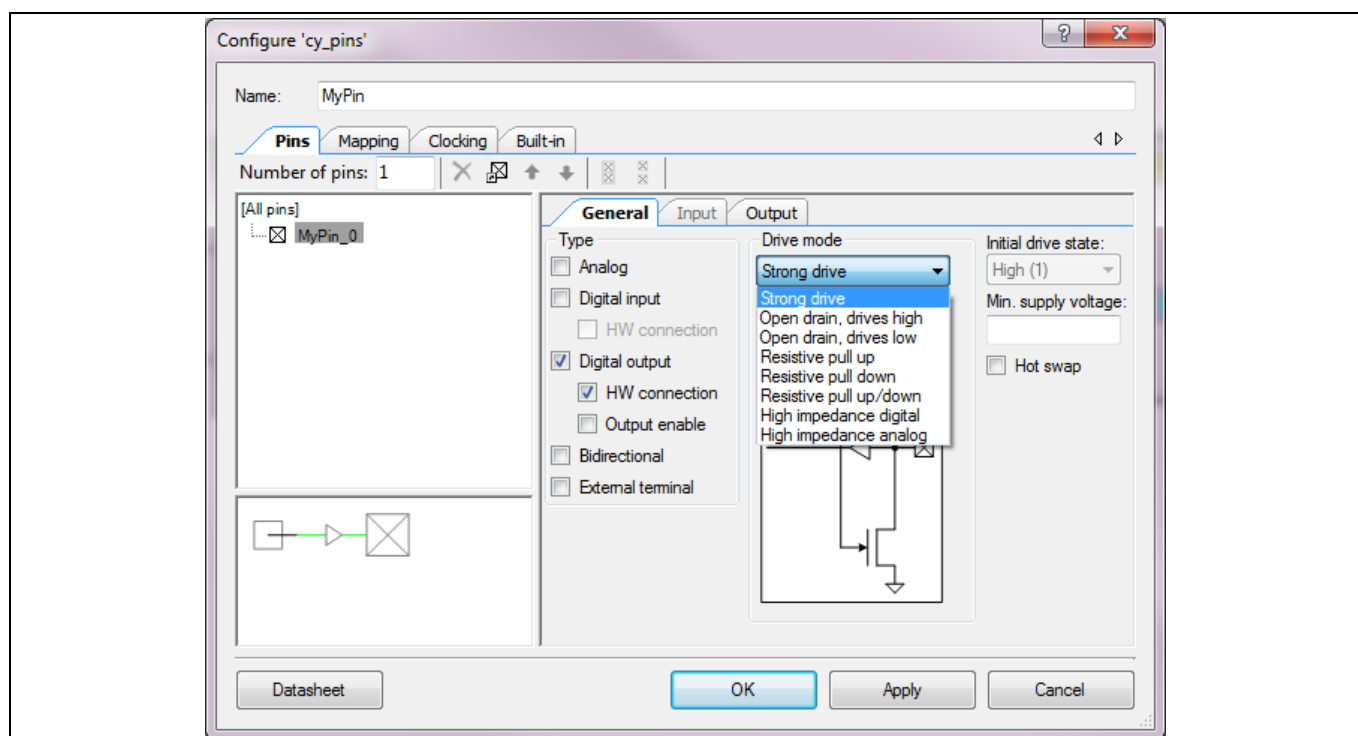 Configure 'cy_pins'
Name: MyPin
Pins Mapping Clocking Built-in
Number of pins: 1
[All pins]
MyPin_0
General Input Output
Type
Analog
Digital input
HW connection
Digital output
HW connection
Output enable
Bidirectional
External terminal
Drive mode
Strong drive
Strong drive
Open drain, drives high
Open drain, drives low
Resistive pull up
Resistive pull down
Resistive pull up/down
High impedance digital
High impedance analog
Initial drive state:
High (1)
Min. supply voltage:
Hot swap
Datasheet OK Apply Cancel